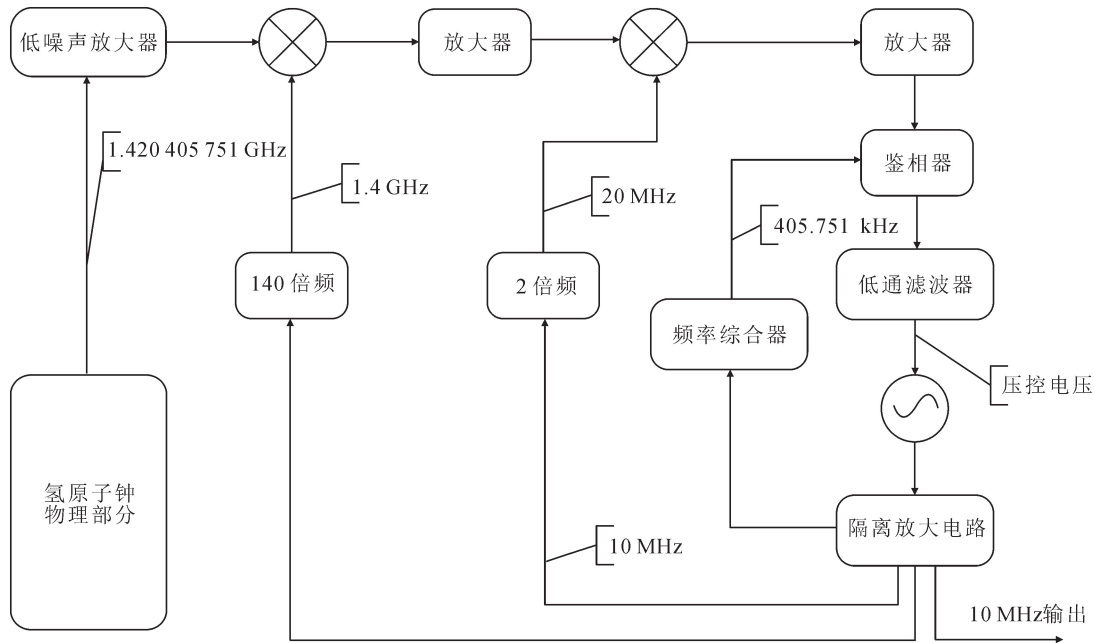 低噪声放大器
放大器
放大器
1.420 405 751 GHz
1.4 GHz
20 MHz
鉴相器
405.751 kHz
140倍频
2倍频
低通滤波器
频率综合器
压控电压
氢原子钟
物理部分
隔离放大电路
10 MHz
10 MHz输出